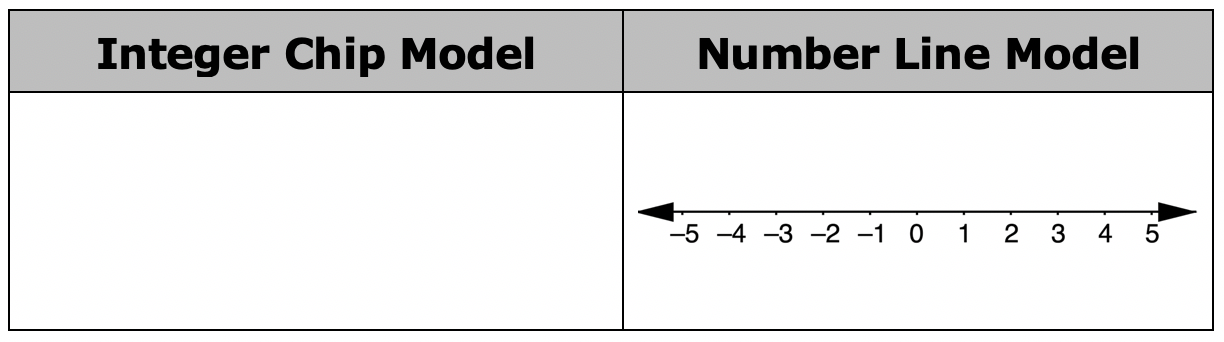 Integer Chip Model
Number Line Model
–5 –4 –3 –2 –1 0 1 2 3 4 5